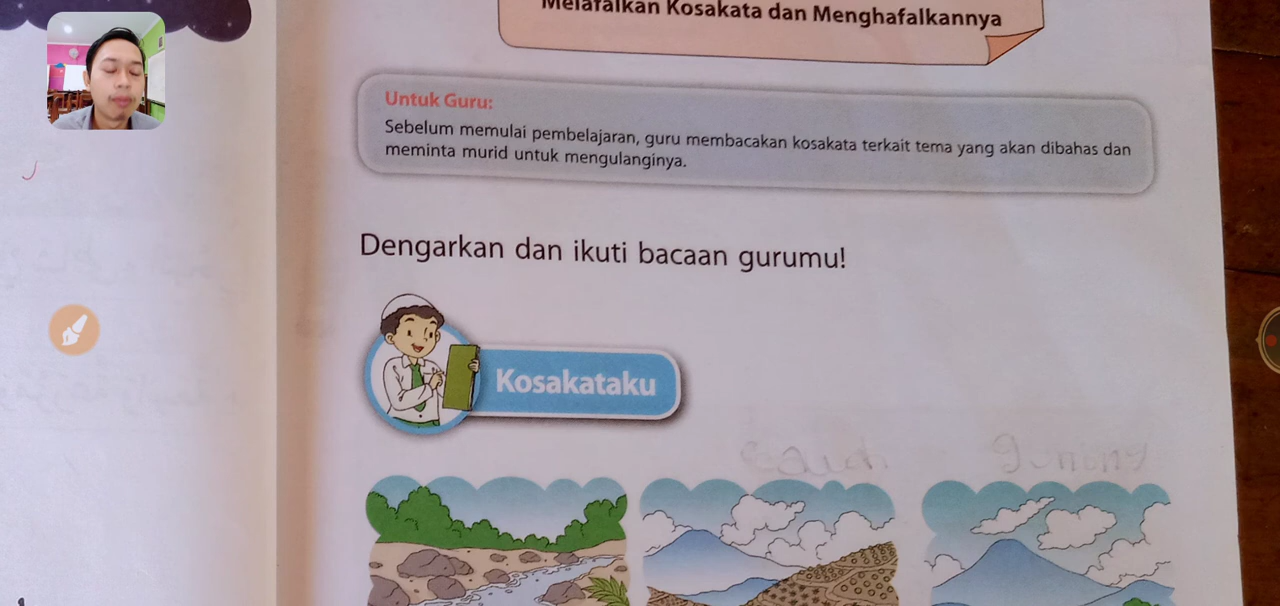 Melafalkan Kosakata dan Menghafalkannya
Untuk Guru:
Sebelum memulai pembelajaran, guru membacakan kosakata terkait tema yang akan dibahas dan
meminta murid untuk mengulanginya.
Dengarkan dan ikuti bacaan gurumu!
Kosakataku
gunung